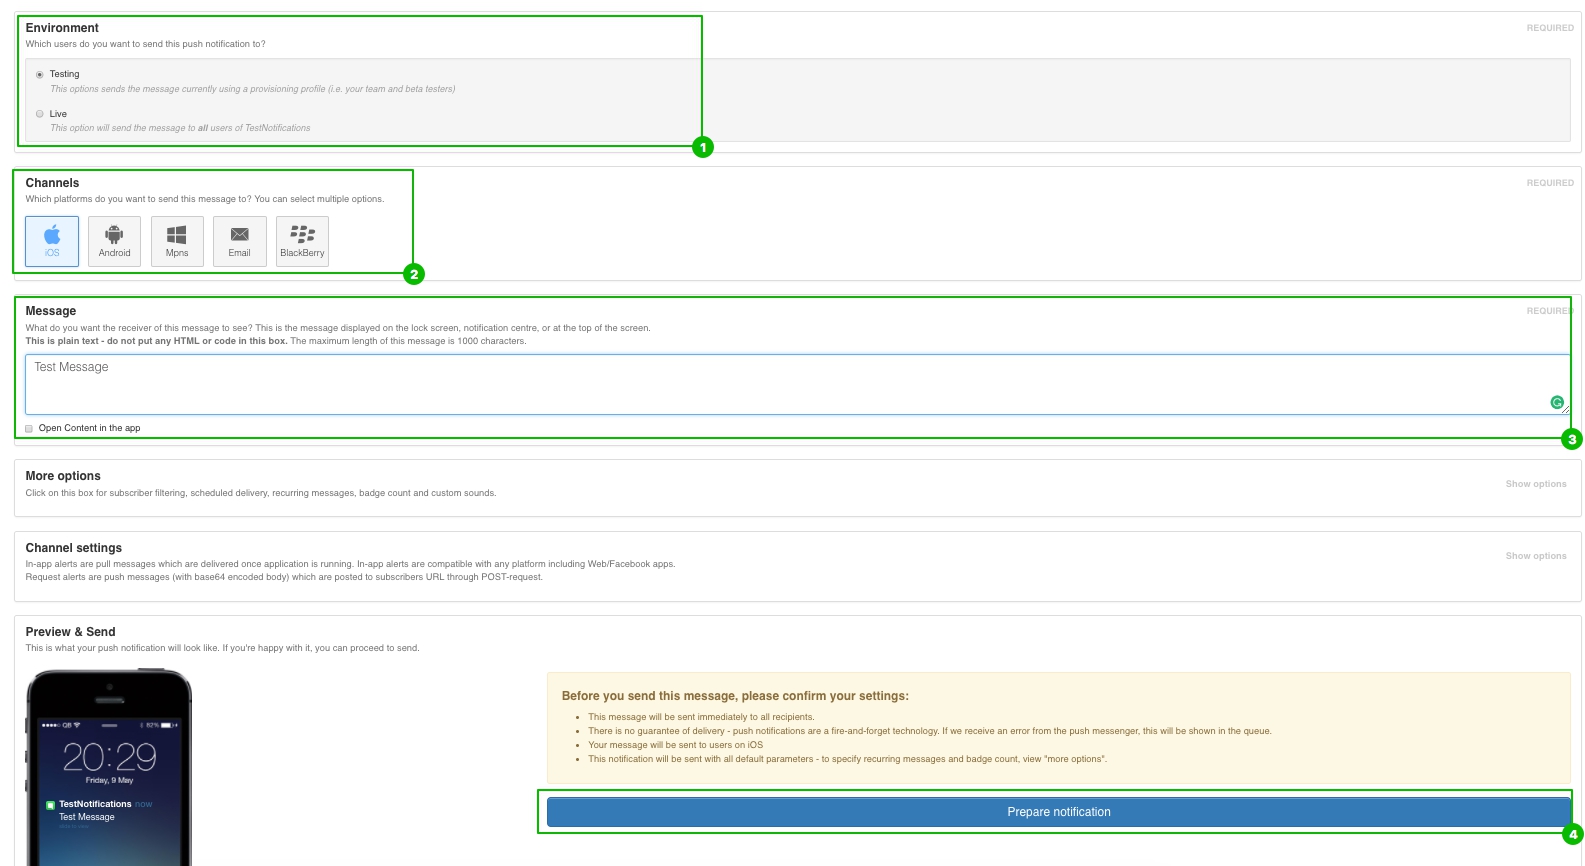 Environment
REQUIRED
Which users do you want to send this push notification to?
Testing
This options sends the message currently using a provisioning profile (i.e. your team and beta testers)
Live
This option will send the message to all users of TestNotifications
1
Channels
REQUIRED
Which platforms do you want to send this message to? You can select multiple options.
iOS
Android
Mpns
Email
BlackBerry
2
Message
REQUIRED
What do you want the receiver of this message to see? This is the message displayed on the lock screen, notification centre, or at the top of the screen.
This is plain text - do not put any HTML or code in this box. The maximum length of this message is 1000 characters.
Test Message
Open Content in the app
3
More options
Click on this box for subscriber filtering, scheduled delivery, recurring messages, badge count and custom sounds.
Show options
Channel settings
In-app alerts are pull messages which are delivered once application is running. In-app alerts are compatible with any platform including Web/Facebook apps.
Request alerts are push messages (with base64 encoded body) which are posted to subscribers URL through POST-request.
Show options
Preview & Send
This is what your push notification will look like. If you're happy with it, you can proceed to send.
QB
92%
20:29
Friday, 9 May
TestNotifications now
Test Message
Before you send this message, please confirm your settings:
This message will be sent immediately to all recipients.
There is no guarantee of delivery - push notifications are a fire-and-forget technology. If we receive an error from the push messenger, this will be shown in the queue.
Your message will be sent to users on iOS
This notification will be sent with all default parameters - to specify recurring messages and badge count, view "more options".
Prepare notification
4